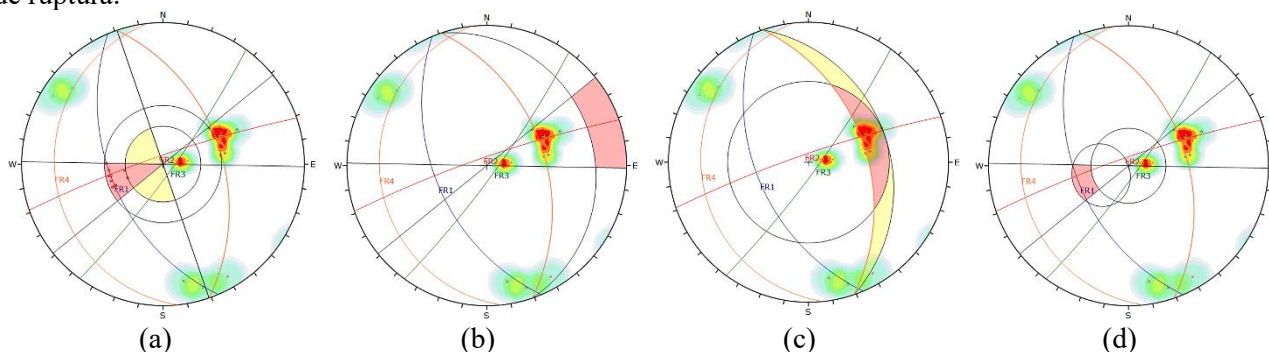 de ruptura.
N
N
N
N
W
FR4
FR1
FR2
FR3
E
S
W
FR4
FR1
FR2
FR3
E
S
W
FR4
FR1
FR2
FR3
E
S
W
FR4
FR1
FR2
FR3
E
S
(a)
(b)
(c)
(d)